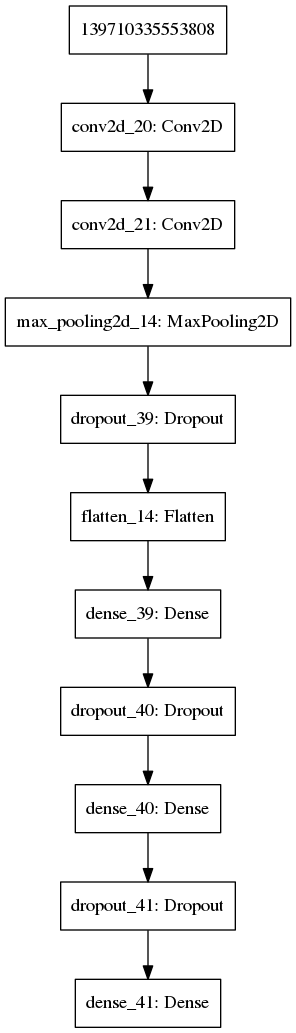 139710335553808
conv2d_20: Conv2D
conv2d_21: Conv2D
max_pooling2d_14: MaxPooling2D
dropout_39: Dropout
flatten_14: Flatten
dense_39: Dense
dropout_40: Dropout
dense_40: Dense
dropout_41: Dropout
dense_41: Dense